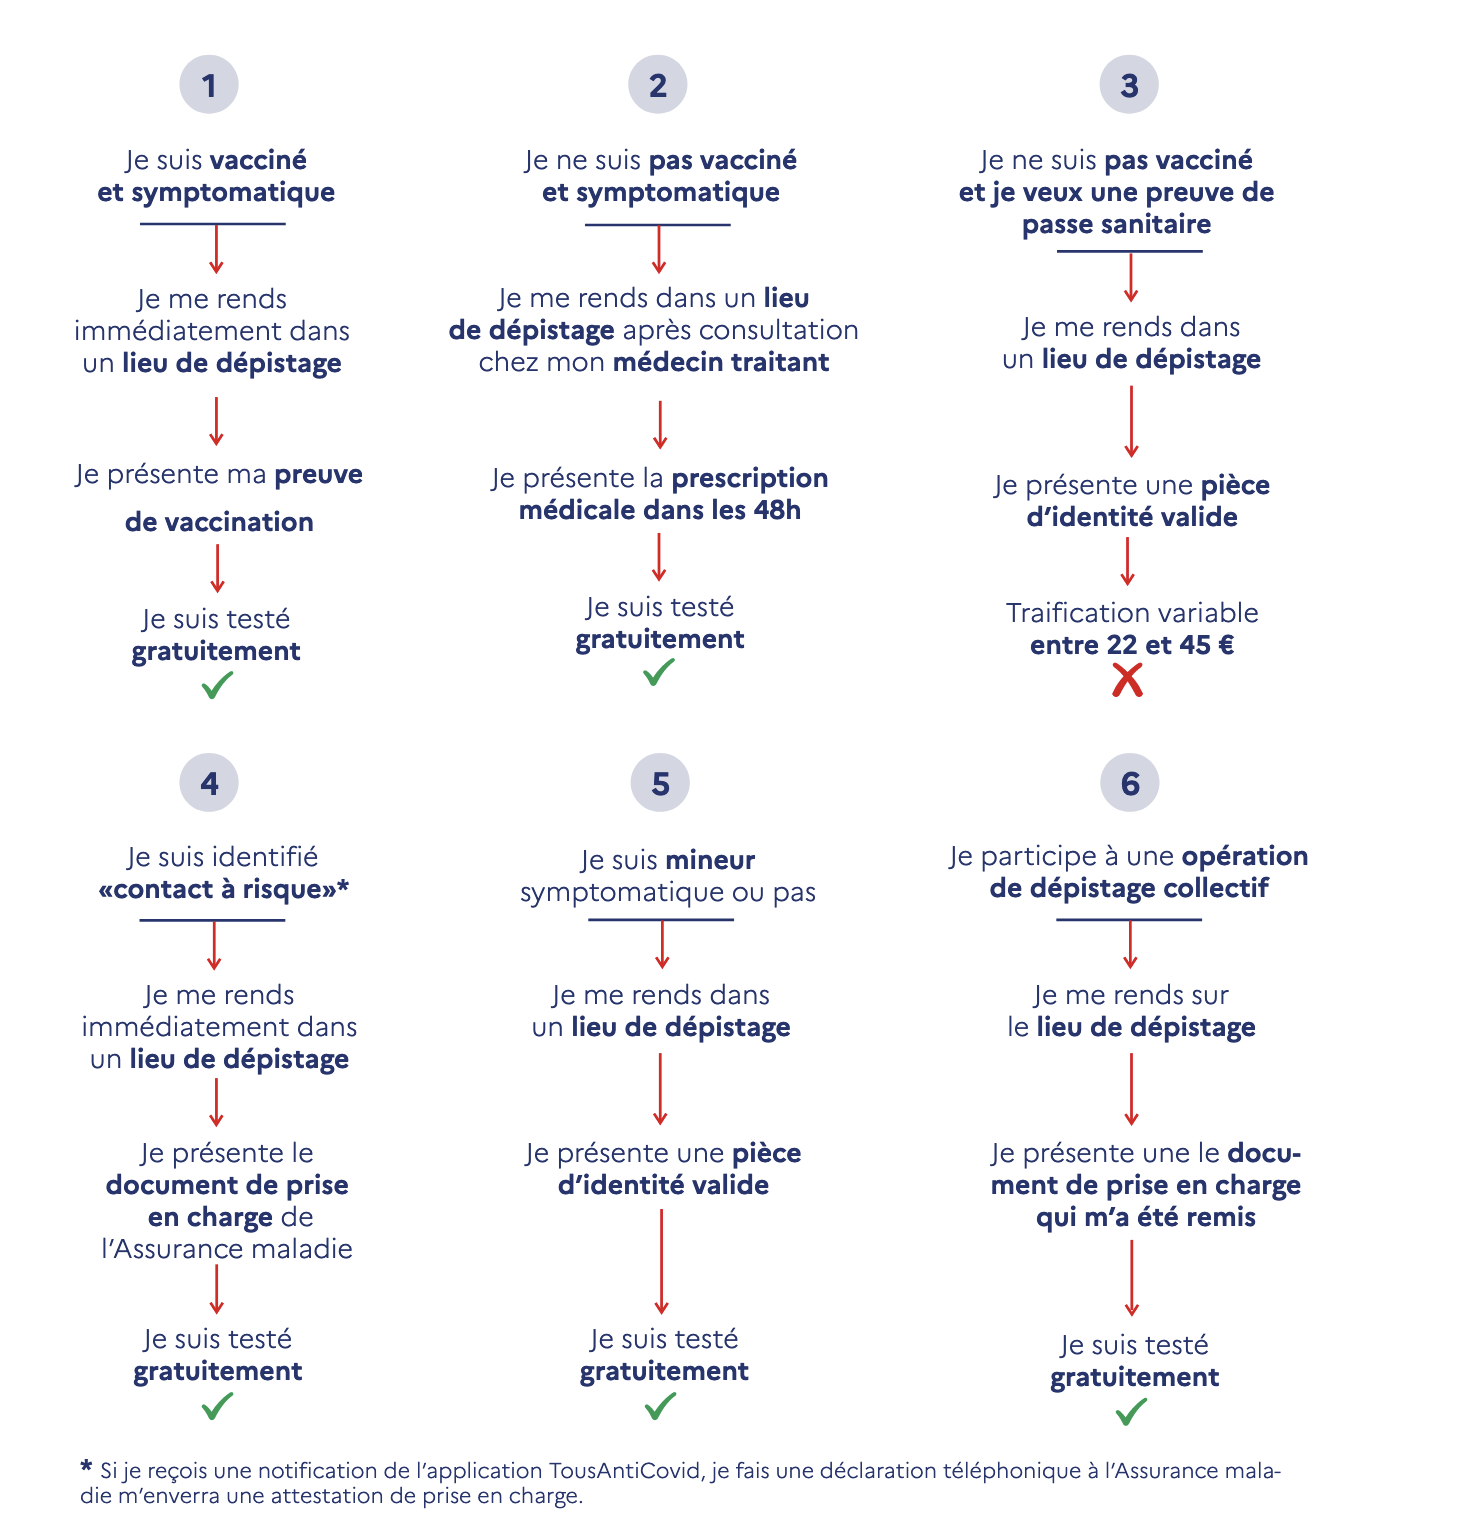 1
Je suis vacciné
et symptomatique
Je me rends
immédiatement dans
un lieu de dépistage
Je présente ma preuve
de vaccination
Je suis testé
gratuitement
2
Je ne suis pas vacciné
et symptomatique
Je me rends dans un lieu
de dépistage après consultation
chez mon médecin traitant
Je présente la prescription
médicale dans les 48h
Je suis testé
gratuitement
3
Je ne suis pas vacciné
et je veux une preuve de
passe sanitaire
Je me rends dans
un lieu de dépistage
Je présente une pièce
d’identité valide
Traification variable
entre 22 et 45 €
4
Je suis identifié
«contact à risque»*
Je me rends
immédiatement dans
un lieu de dépistage
Je présente le
document de prise
en charge de
l’Assurance maladie
Je suis testé
gratuitement
5
Je suis mineur
symptomatique ou pas
Je me rends dans
un lieu de dépistage
Je présente une pièce
d’identité valide
Je suis testé
gratuitement
6
Je participe à une opération
de dépistage collectif
Je me rends sur
le lieu de dépistage
Je présente une le docu-
ment de prise en charge
qui m’a été remis
Je suis testé
gratuitement
* Si je reçois une notification de l’application TousAntiCovid, je fais une déclaration téléphonique à l’Assurance mala-
die m’enverra une attestation de prise en charge.